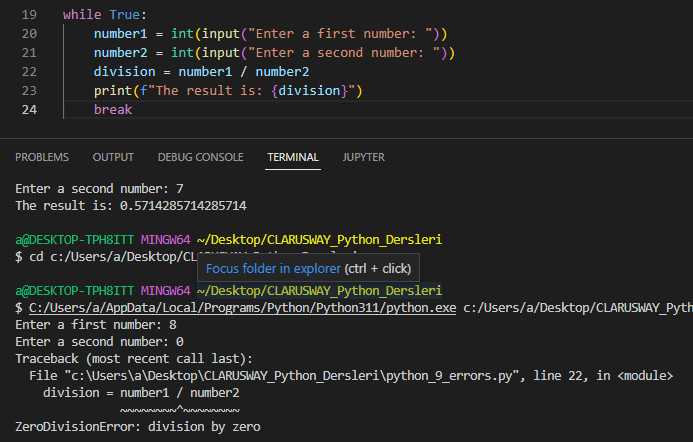 19 while True:
20     number1 = int(input("Enter a first number: "))
21     number2 = int(input("Enter a second number: "))
22     division = number1 / number2
23     print(f"The result is: {division}")
24     break
PROBLEMS OUTPUT DEBUG CONSOLE TERMINAL JUPYTER
Enter a second number: 7
The result is: 0.5714285714285714
a@DESKTOP-TPH8ITT MINGW64 ~/Desktop/CLARUSWAY_Python_Dersleri
$ cd c:/Users/a/Desktop/
Focus folder in explorer (ctrl + click)
a@DESKTOP-TPH8ITT MINGW64 ~/Desktop/CLARUSWAY_Python_Dersleri
$ C:/Users/a/AppData/Local/Programs/Python/Python311/python.exe c:/Users/a/Desktop/CLARUSWAY_Pyt
Enter a first number: 8
Enter a second number: 0
Traceback (most recent call last):
  File "c:\Users\a\Desktop\CLARUSWAY_Python_Dersleri\python_9_errors.py", line 22, in <module>
    division = number1 / number2
               ~~~~~~~~^~~~~~~~~
ZeroDivisionError: division by zero